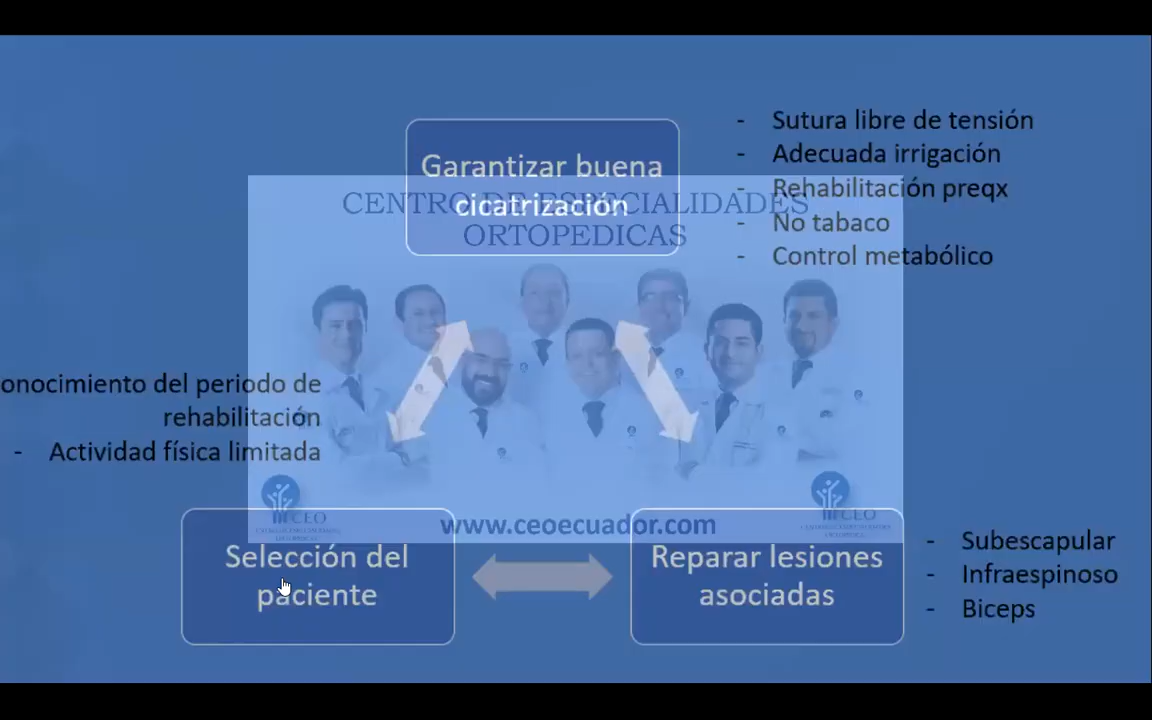 Garantizar buena
cicatrización
- Sutura libre de tensión
- Adecuada irrigación
- Rehabilitación preqx
- No tabaco
- Control metabólico
CENTRO DE ESPECIALIDADES
ORTOPEDICAS
onocimiento del periodo de
rehabilitación
- Actividad física limitada
CEO
CEO
www.ceoecuador.com
Selección del
paciente
Reparar lesiones
asociadas
- Subescapular
- Infraespinoso
- Biceps